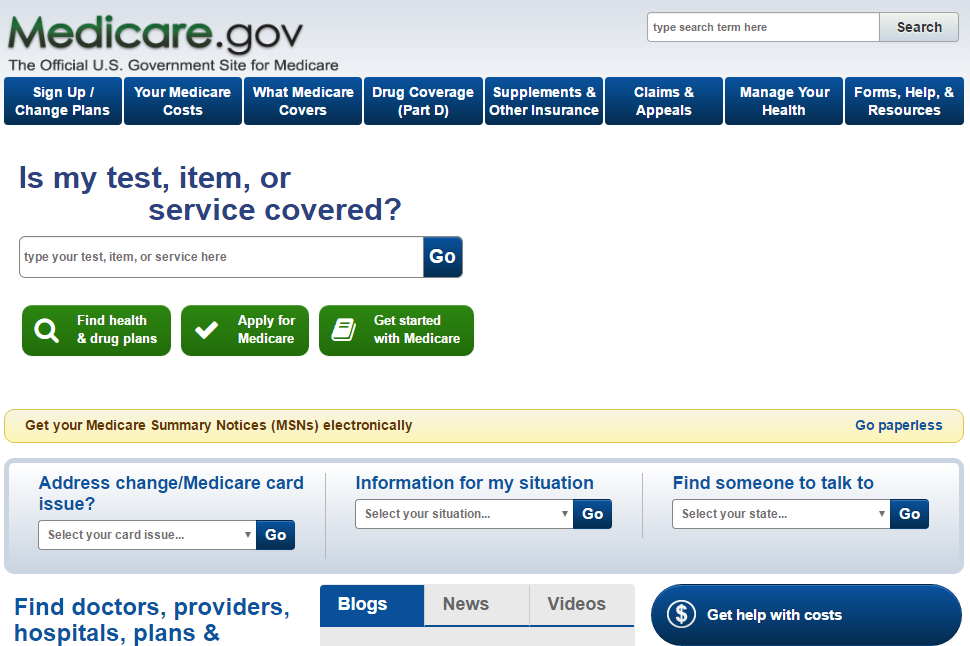 Medicare.gov
The Official U.S. Government Site for Medicare
type search term here
Search
Sign Up /
Change Plans
Your Medicare
Costs
What Medicare
Covers
Drug Coverage
(Part D)
Supplements &
Other Insurance
Claims &
Appeals
Manage Your
Health
Forms, Help, &
Resources
Is my test, item, or
service covered?
type your test, item, or service here
Go
Find health
& drug plans
Apply for
Medicare
Get started
with Medicare
Get your Medicare Summary Notices (MSNs) electronically
Go paperless
Address change/Medicare card
issue?
Select your card issue...
Go
Information for my situation
Select your situation...
Go
Find someone to talk to
Select your state...
Go
Find doctors, providers,
hospitals, plans &
Blogs
News
Videos
$
Get help with costs